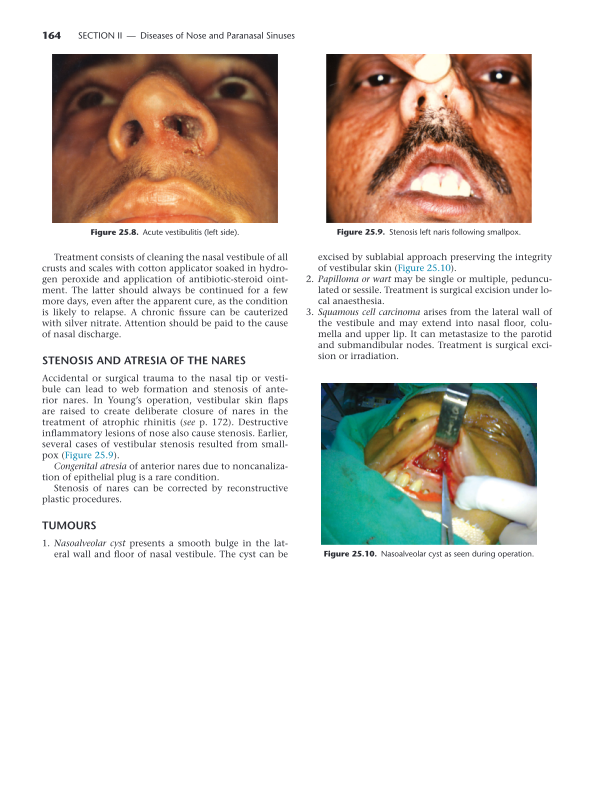 164 SECTION II — Diseases of Nose and Paranasal Sinuses
Figure 25.8. Acute vestibulitis (left side).
Treatment consists of cleaning the nasal vestibule of all
crusts and scales with cotton applicator soaked in hydro-
gen peroxide and application of antibiotic-steroid oint-
ment. The latter should always be continued for a few
more days, even after the apparent cure, as the condition
is likely to relapse. A chronic fissure can be cauterized
with silver nitrate. Attention should be paid to the cause
of nasal discharge.
STENOSIS AND ATRESIA OF THE NARES
Accidental or surgical trauma to the nasal tip or vesti-
bule can lead to web formation and stenosis of ante-
rior nares. In Young's operation, vestibular skin flaps
are raised to create deliberate closure of nares in the
treatment of atrophic rhinitis (see p. 172). Destructive
inflammatory lesions of nose also cause stenosis. Earlier,
several cases of vestibular stenosis resulted from small-
pox (Figure 25.9).
Congenital atresia of anterior nares due to noncanaliza-
tion of epithelial plug is a rare condition.
Stenosis of nares can be corrected by reconstructive
plastic procedures.
TUMOURS
1. Nasoalveolar cyst presents a smooth bulge in the lat-
eral wall and floor of nasal vestibule. The cyst can be
Figure 25.9. Stenosis left naris following smallpox.
excised by sublabial approach preserving the integrity
of vestibular skin (Figure 25.10).
2. Papilloma or wart may be single or multiple, peduncu-
lated or sessile. Treatment is surgical excision under lo-
cal anaesthesia.
3. Squamous cell carcinoma arises from the lateral wall of
the vestibule and may extend into nasal floor, colu-
mella and upper lip. It can metastasize to the parotid
and submandibular nodes. Treatment is surgical exci-
sion or irradiation.
Figure 25.10. Nasoalveolar cyst as seen during operation.